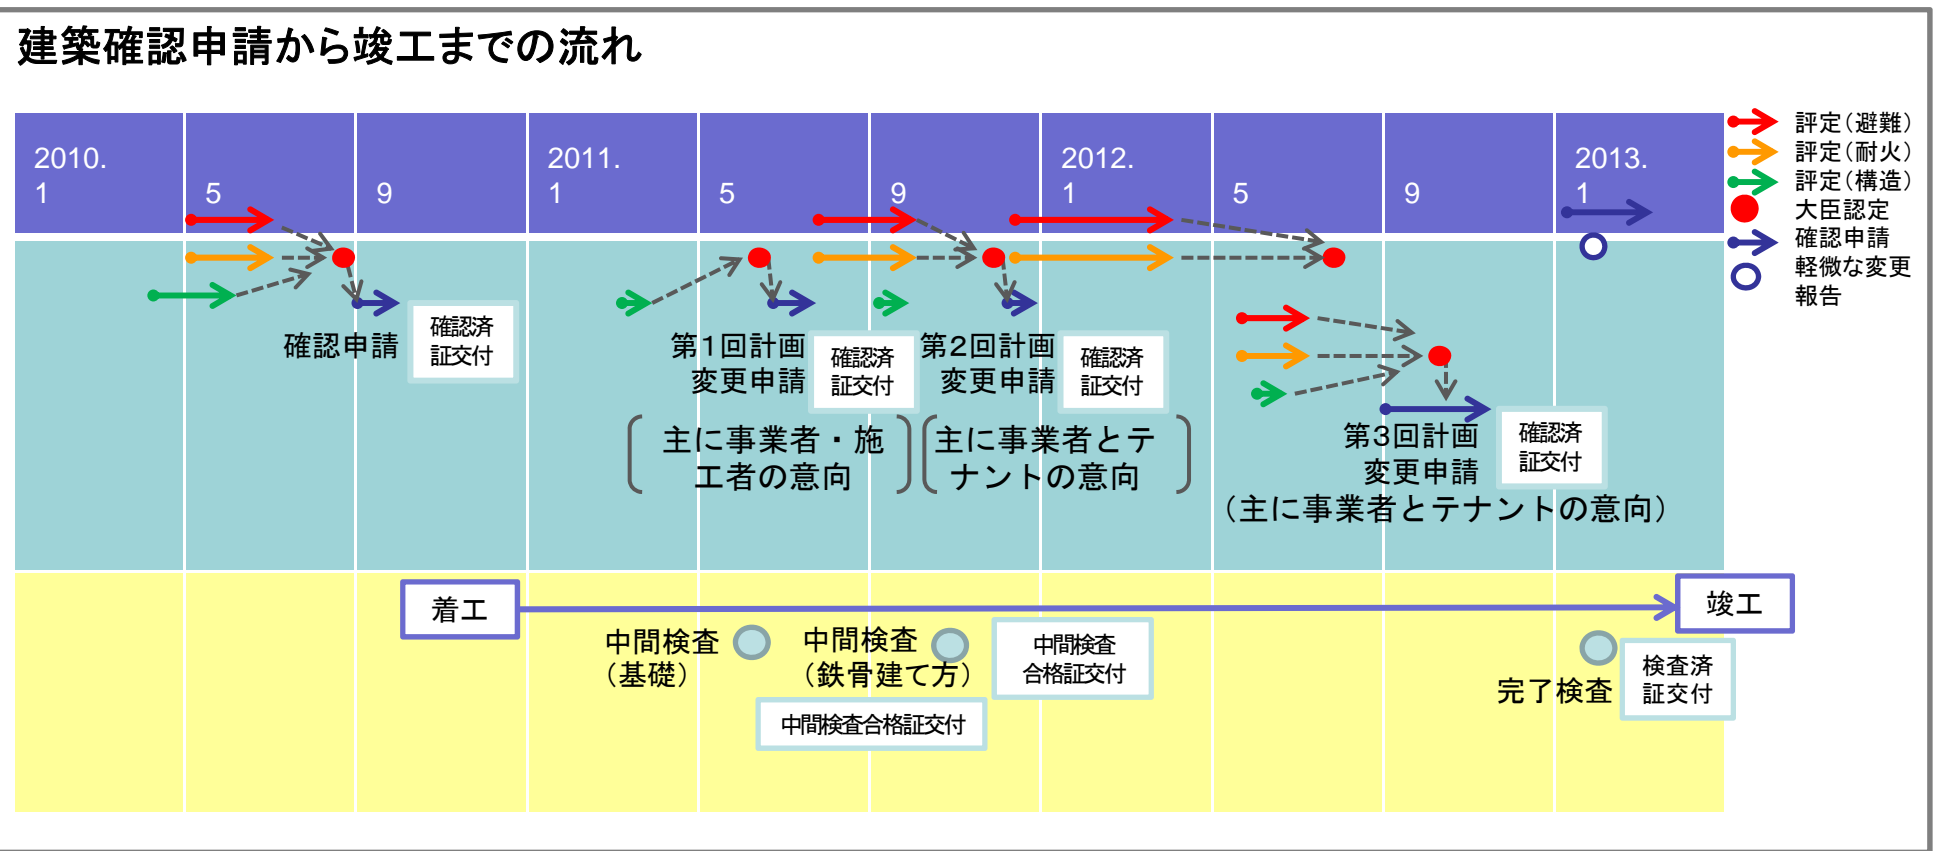 建築確認申請から竣工までの流れ
2010.
1
5
9
2011.
1
5
9
2012.
1
5
9
2013.
1
評定(避難)
評定(耐火)
評定(構造)
大臣認定
確認申請
軽微な変更
報告
確認申請
確認済
証交付
第1回計画
変更申請
確認済
証交付
第2回計画
変更申請
確認済
証交付
主に事業者・施
工者の意向
主に事業者とテ
ナントの意向
第3回計画
変更申請
確認済
証交付
(主に事業者とテナントの意向)
着工
竣工
中間検査
(基礎)
中間検査
(鉄骨建て方)
中間検査
合格証交付
中間検査合格証交付
完了検査
検査済
証交付